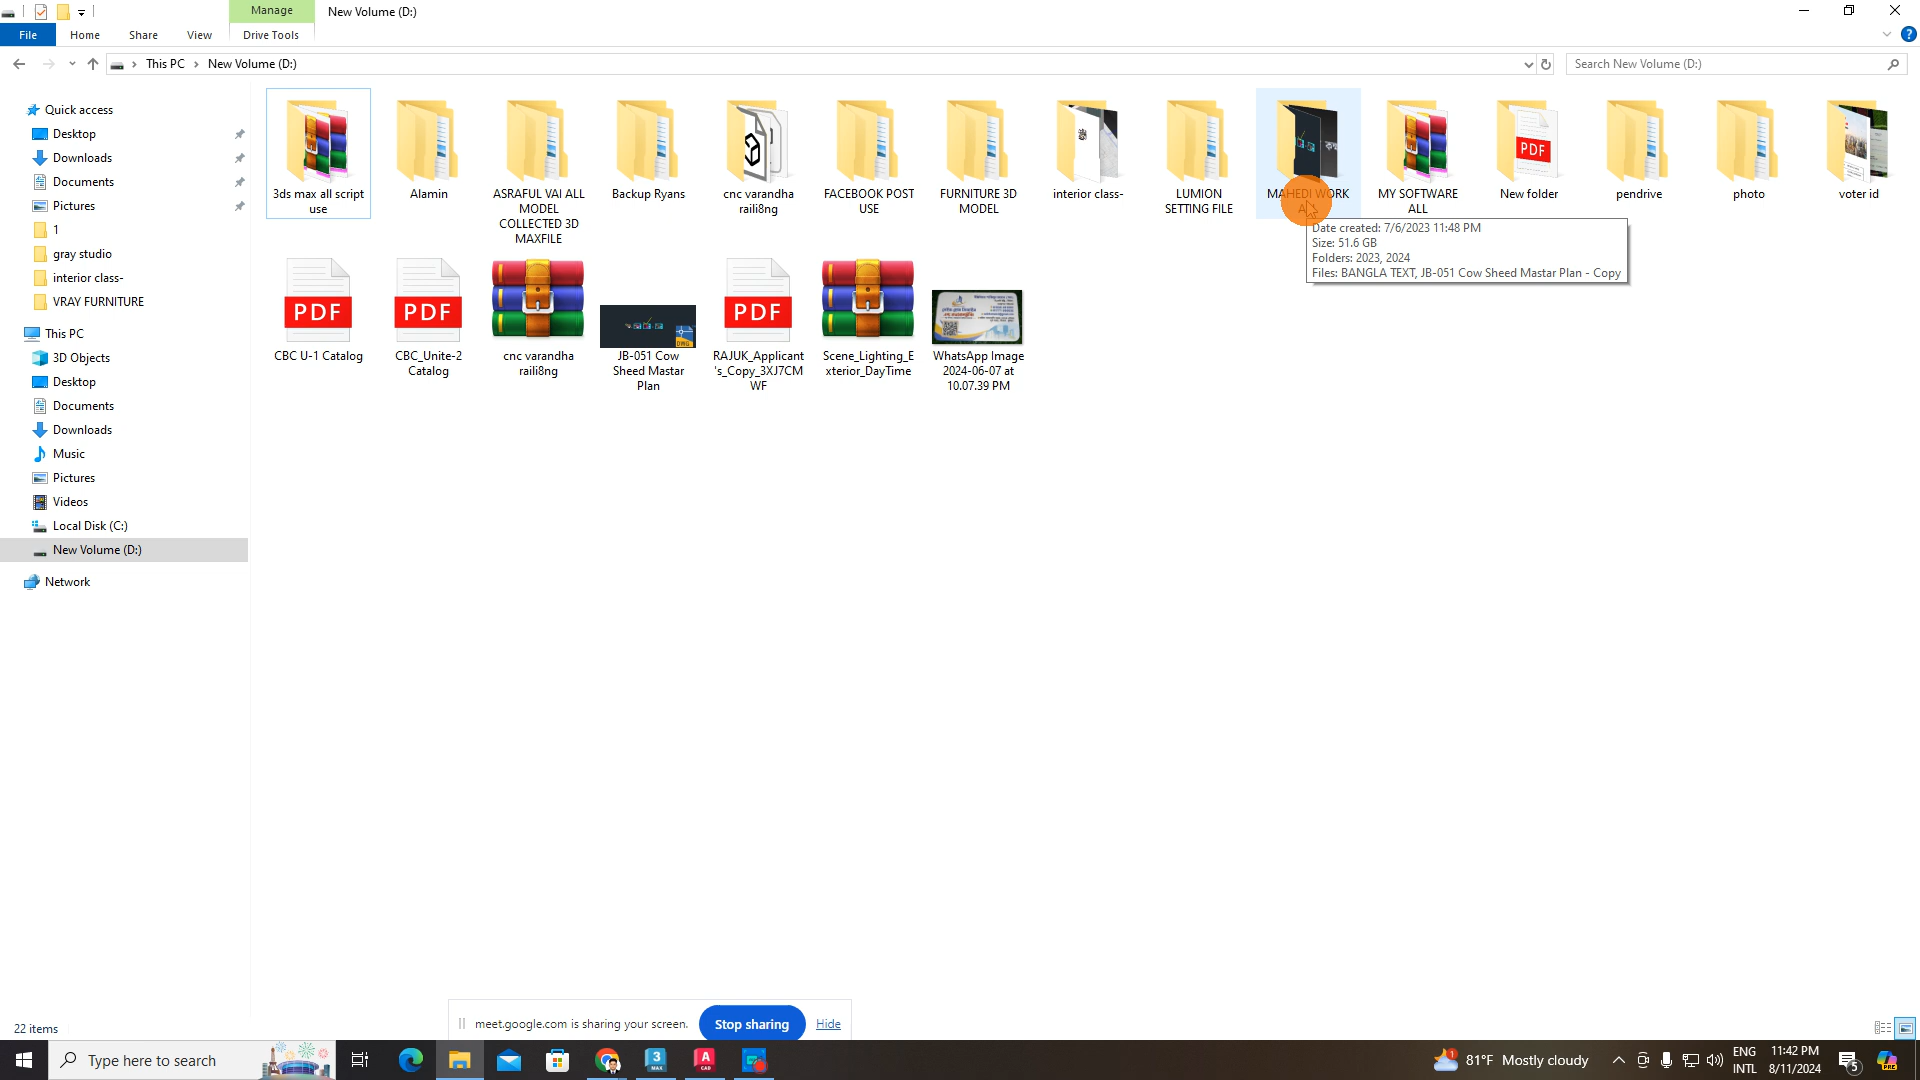 Manage
New Volume (D:)
File
Home
Share
View
Drive Tools
This PC
New Volume (D:)
Search New Volume (D:)
Quick access
Desktop
Downloads
Documents
Pictures
1
gray studio
interior class-
VRAY FURNITURE
This PC
3D Objects
Desktop
Documents
Downloads
Music
Pictures
Videos
Local Disk (C:)
New Volume (D:)
Network
3ds max all script
use
Alamin
ASRAFUL VAI ALL
MODEL
COLLECTED 3D
MAXFILE
Backup Ryans
cnc varandha
raili8ng
FACEBOOK POST
USE
FURNITURE 3D
MODEL
interior class-
LUMION
SETTING FILE
MAHEDI WORK
MY SOFTWARE
ALL
New folder
PDF
pendrive
photo
voter id
Date created: 7/6/2023 11:48 PM
Size: 51.6 GB
Folders: 2023, 2024
Files: BANGLA TEXT, JB-051 Cow Sheed Mastar Plan - Copy
PDF
CBC U-1 Catalog
PDF
CBC_Unite-2
Catalog
cnc varandha
raili8ng
DWG
JB-051 Cow
Sheed Mastar
Plan
PDF
RAJUK_Applicant
's_Copy_3XJ7CM
WF
Scene_Lighting_E
xterior_DayTime
WhatsApp Image
2024-06-07 at
10.07.39 PM
22 items
meet.google.com is sharing your screen.
Stop sharing
Hide
Type here to search
3
MAX
A
CAD
81°F Mostly cloudy
ENG
INTL
11:42 PM
8/11/2024
5